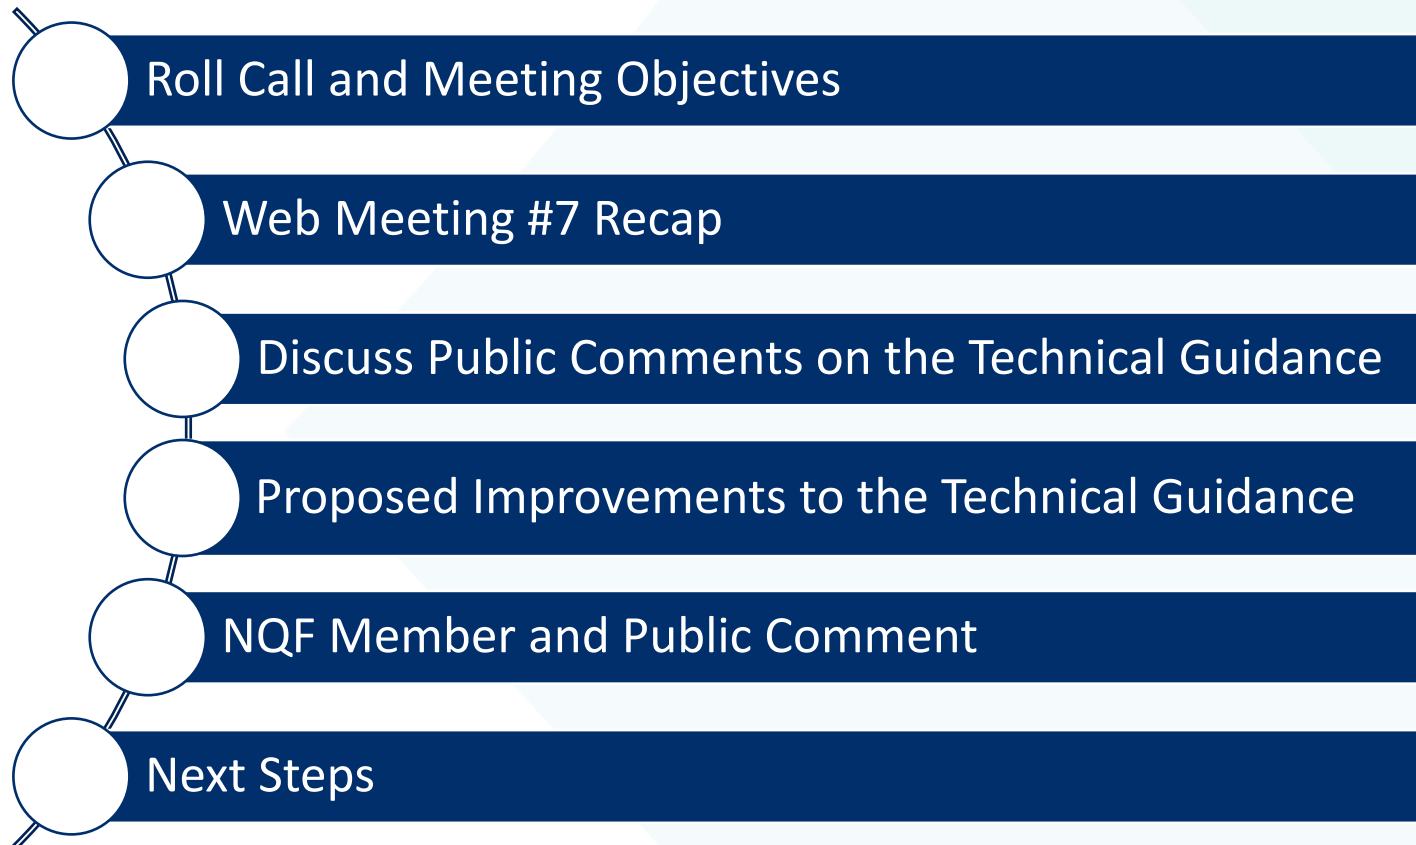 Roll Call and Meeting Objectives
Web Meeting #7 Recap
Discuss Public Comments on the Technical Guidance
Proposed Improvements to the Technical Guidance
NQF Member and Public Comment
Next Steps